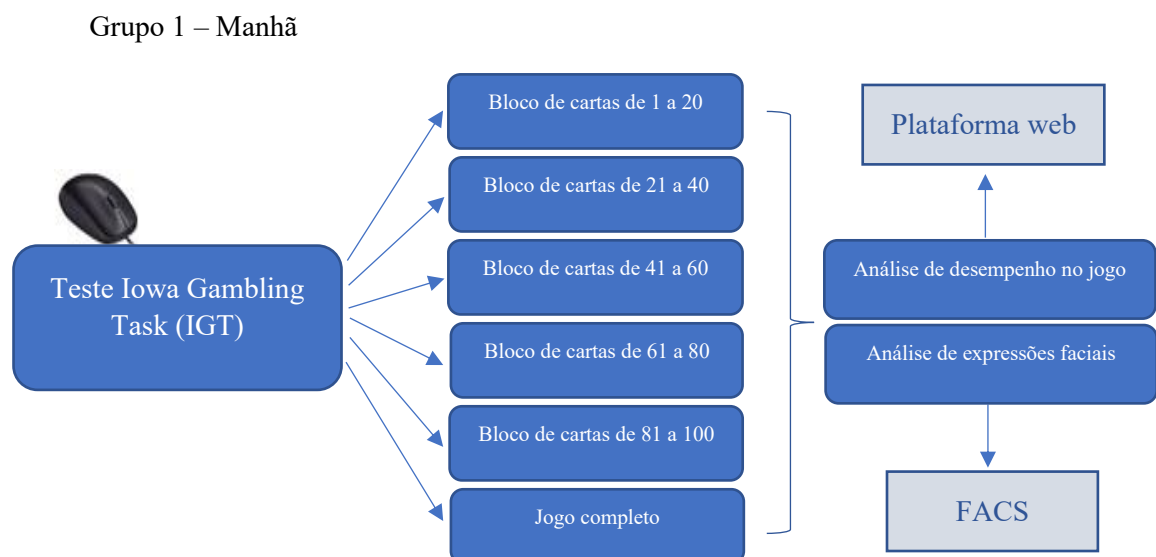 Grupo 1 – Manhã
Teste Iowa Gambling
Task (IGT)
Bloco de cartas de 1 a 20
Bloco de cartas de 21 a 40
Bloco de cartas de 41 a 60
Bloco de cartas de 61 a 80
Bloco de cartas de 81 a 100
Jogo completo
Plataforma web
Análise de desempenho no jogo
Análise de expressões faciais
FACS